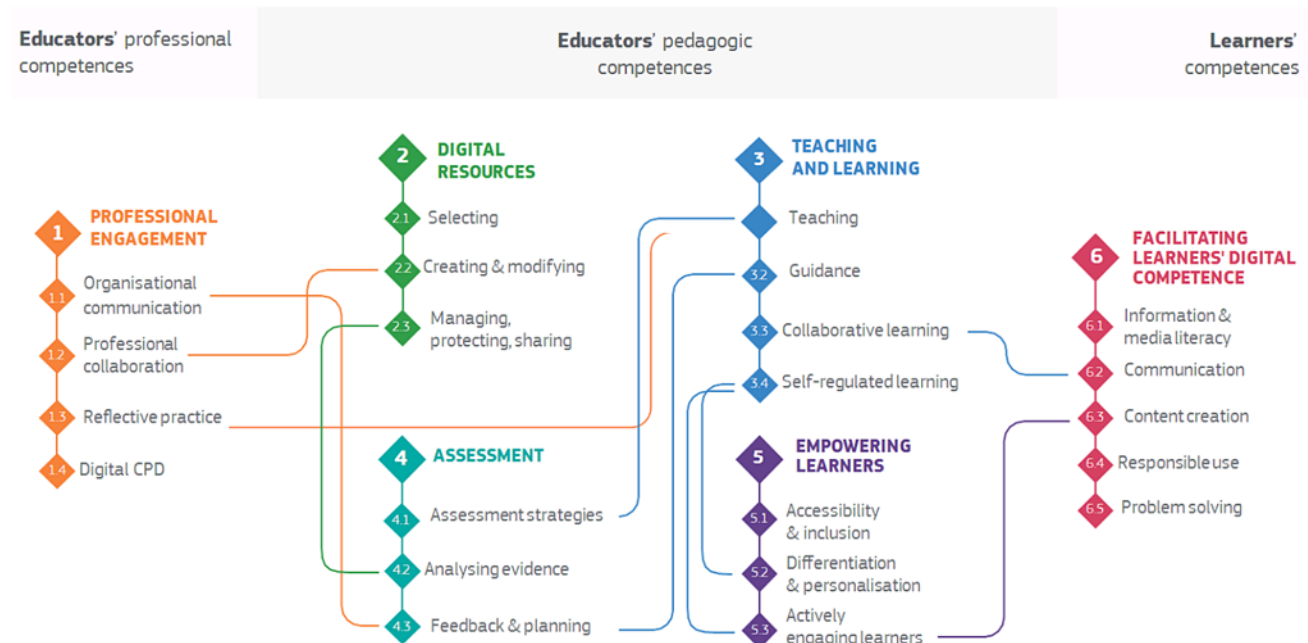 Educators' professional
competences
Educators' pedagogic
competences
Learners'
competences
1
PROFESSIONAL
ENGAGEMENT
1.1
Organisational
communication
1.2
Professional
collaboration
1.3
Reflective practice
1.4
Digital CPD
2
DIGITAL
RESOURCES
2.1
Selecting
2.2
Creating & modifying
2.3
Managing,
protecting, sharing
4
ASSESSMENT
4.1
Assessment strategies
4.2
Analysing evidence
4.3
Feedback & planning
3
TEACHING
AND LEARNING
Teaching
3.2
Guidance
3.3
Collaborative learning
3.4
Self-regulated learning
5
EMPOWERING
LEARNERS
5.1
Accessibility
& inclusion
5.2
Differentiation
& personalisation
5.3
Actively
engaging learners
6
FACILITATING
LEARNERS' DIGITAL
COMPETENCE
6.1
Information &
media literacy
6.2
Communication
6.3
Content creation
6.4
Responsible use
6.5
Problem solving